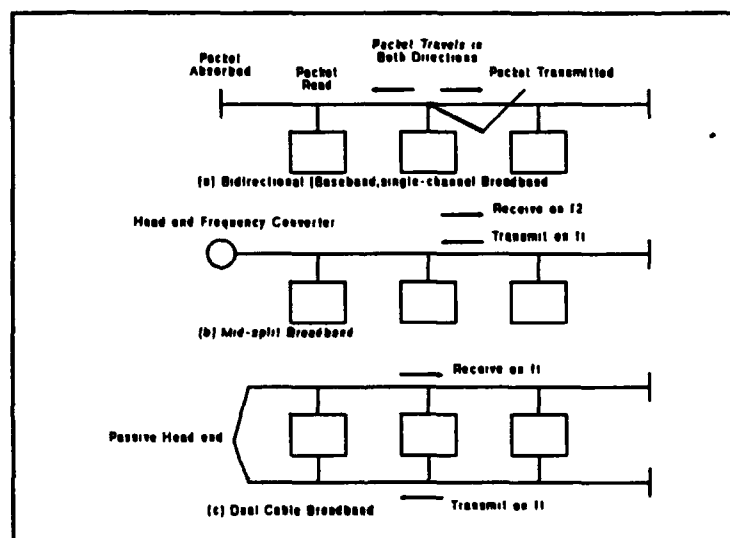 Packet Travels in
Both Directions
Packet
Absorbed
Packet
Read
Packet Transmitted
(a) Bidirectional (Baseband,single-channel Broadband
Receive on f2
Head end Frequency Converter
Transmit on f1
(b) Mid-split Broadband
Receive on f1
Passive Head end
Transmit on f1
(c) Dual Cable Broadband